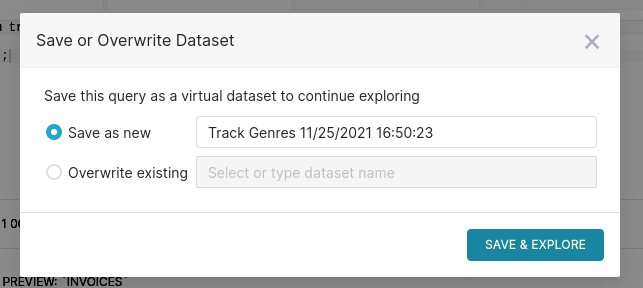 n tr
Save or Overwrite Dataset
;
Save this query as a virtual dataset to continue exploring
Save as new
Track Genres 11/25/2021 16:50:23
Overwrite existing
Select or type dataset name
1 00
SAVE & EXPLORE
PREVIEW: `INVOICES`